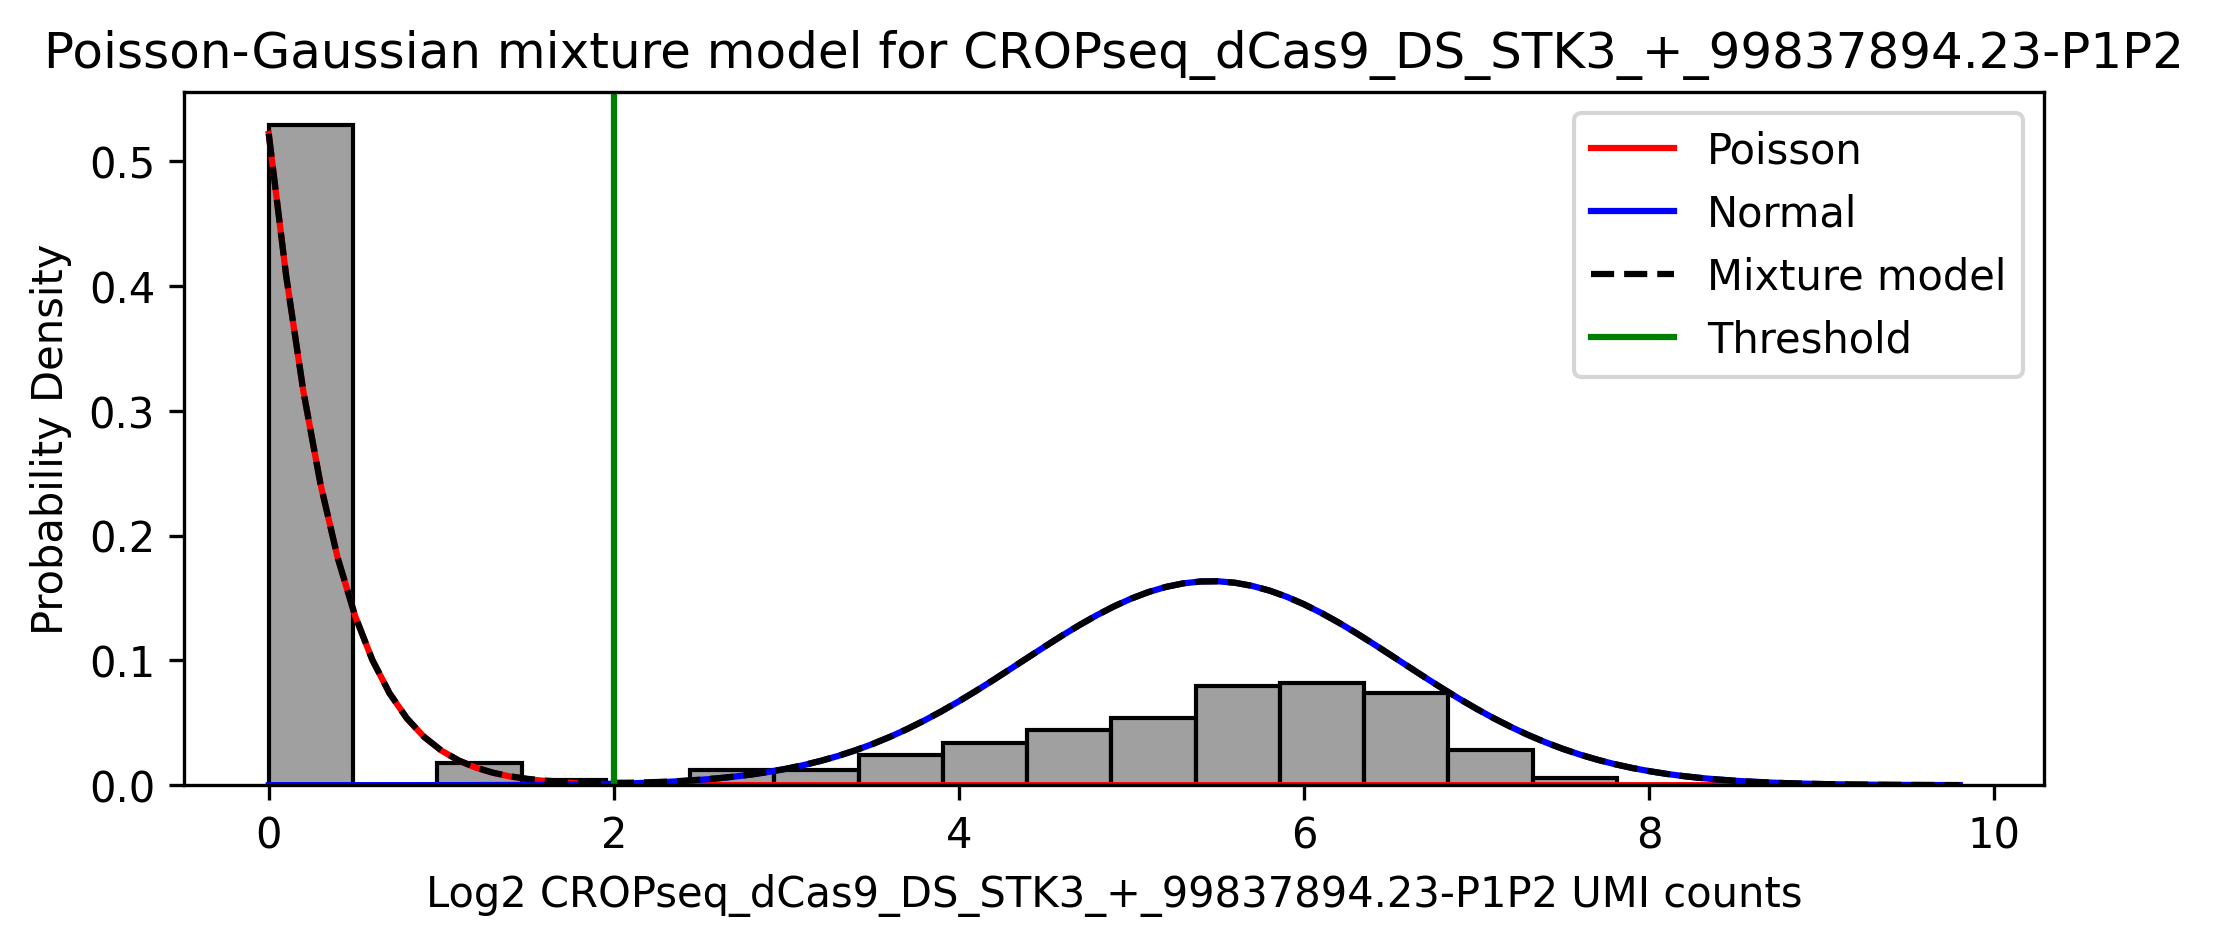 Poisson-Gaussian mixture model for CROPseq_dCas9_DS_STK3_+_99837894.23-P1P2
Poisson
Normal
Mixture model
Threshold
Probability Density
0.5
0.4
0.3
0.2
0.1
0.0
0 2 4 6 8 10
Log2 CROPseq_dCas9_DS_STK3_+_99837894.23-P1P2 UMI counts